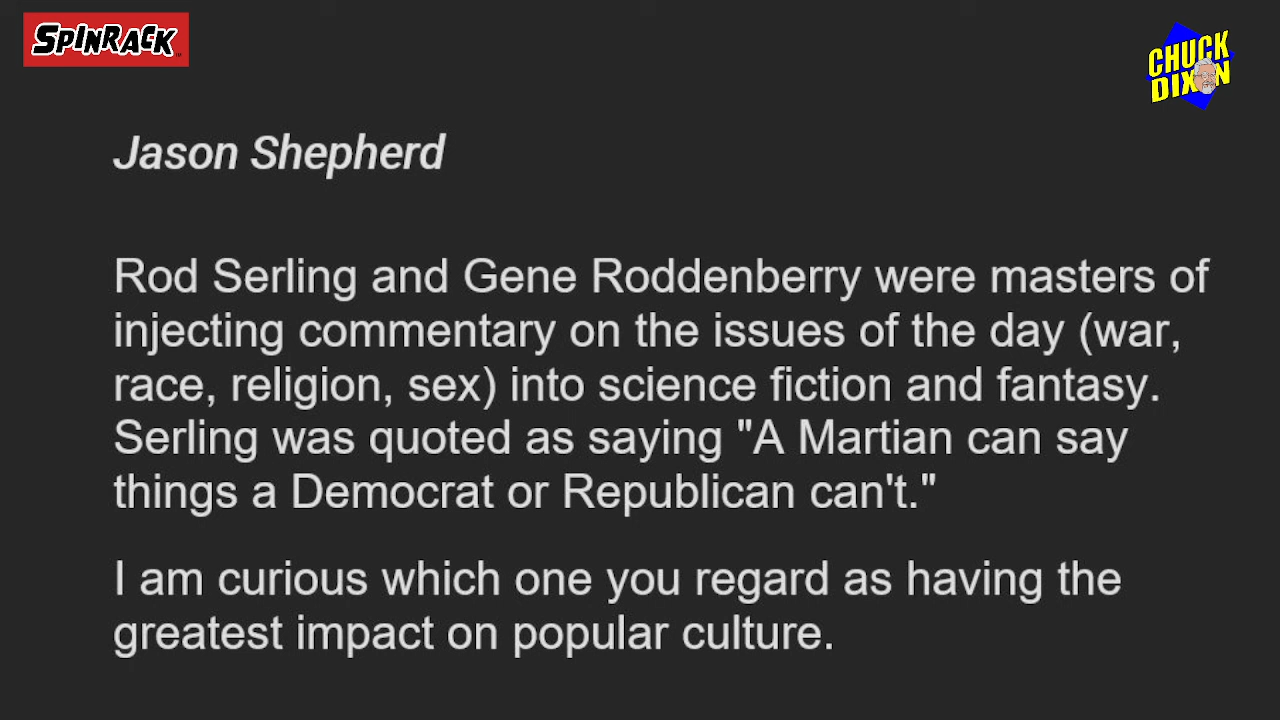 SPINRACK
CHUCK
DIXON
Jason Shepherd
Rod Serling and Gene Roddenberry were masters of
injecting commentary on the issues of the day (war,
race, religion, sex) into science fiction and fantasy.
Serling was quoted as saying "A Martian can say
things a Democrat or Republican can't."
I am curious which one you regard as having the
greatest impact on popular culture.